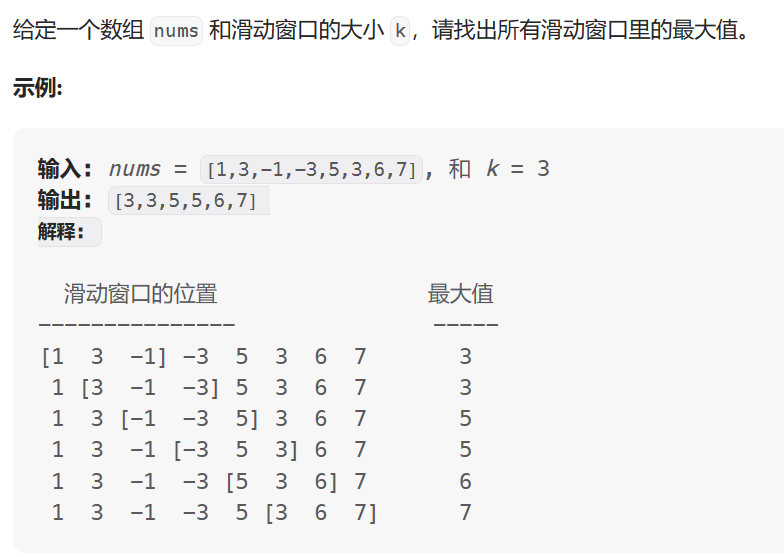 给定一个数组 nums 和滑动窗口的大小 k，请找出所有滑动窗口里的最大值。
示例:
输入: nums = [1,3,-1,-3,5,3,6,7], 和 k = 3
输出: [3,3,5,5,6,7]
解释:
滑动窗口的位置 最大值
--------------- -----
[1 3 -1] -3 5 3 6 7 3
1 [3 -1 -3] 5 3 6 7 3
1 3 [-1 -3 5] 3 6 7 5
1 3 -1 [-3 5 3] 6 7 5
1 3 -1 -3 [5 3 6] 7 6
1 3 -1 -3 5 [3 6 7] 7